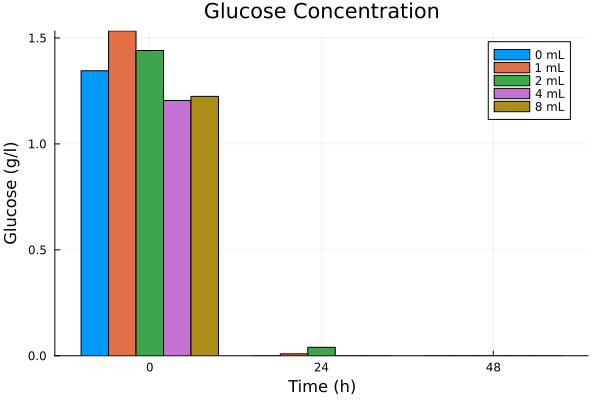 Glucose Concentration
Glucose (g/l)
1.5
1.0
0.5
0.0
0 mL
1 mL
2 mL
4 mL
8 mL
0
24
48
Time (h)